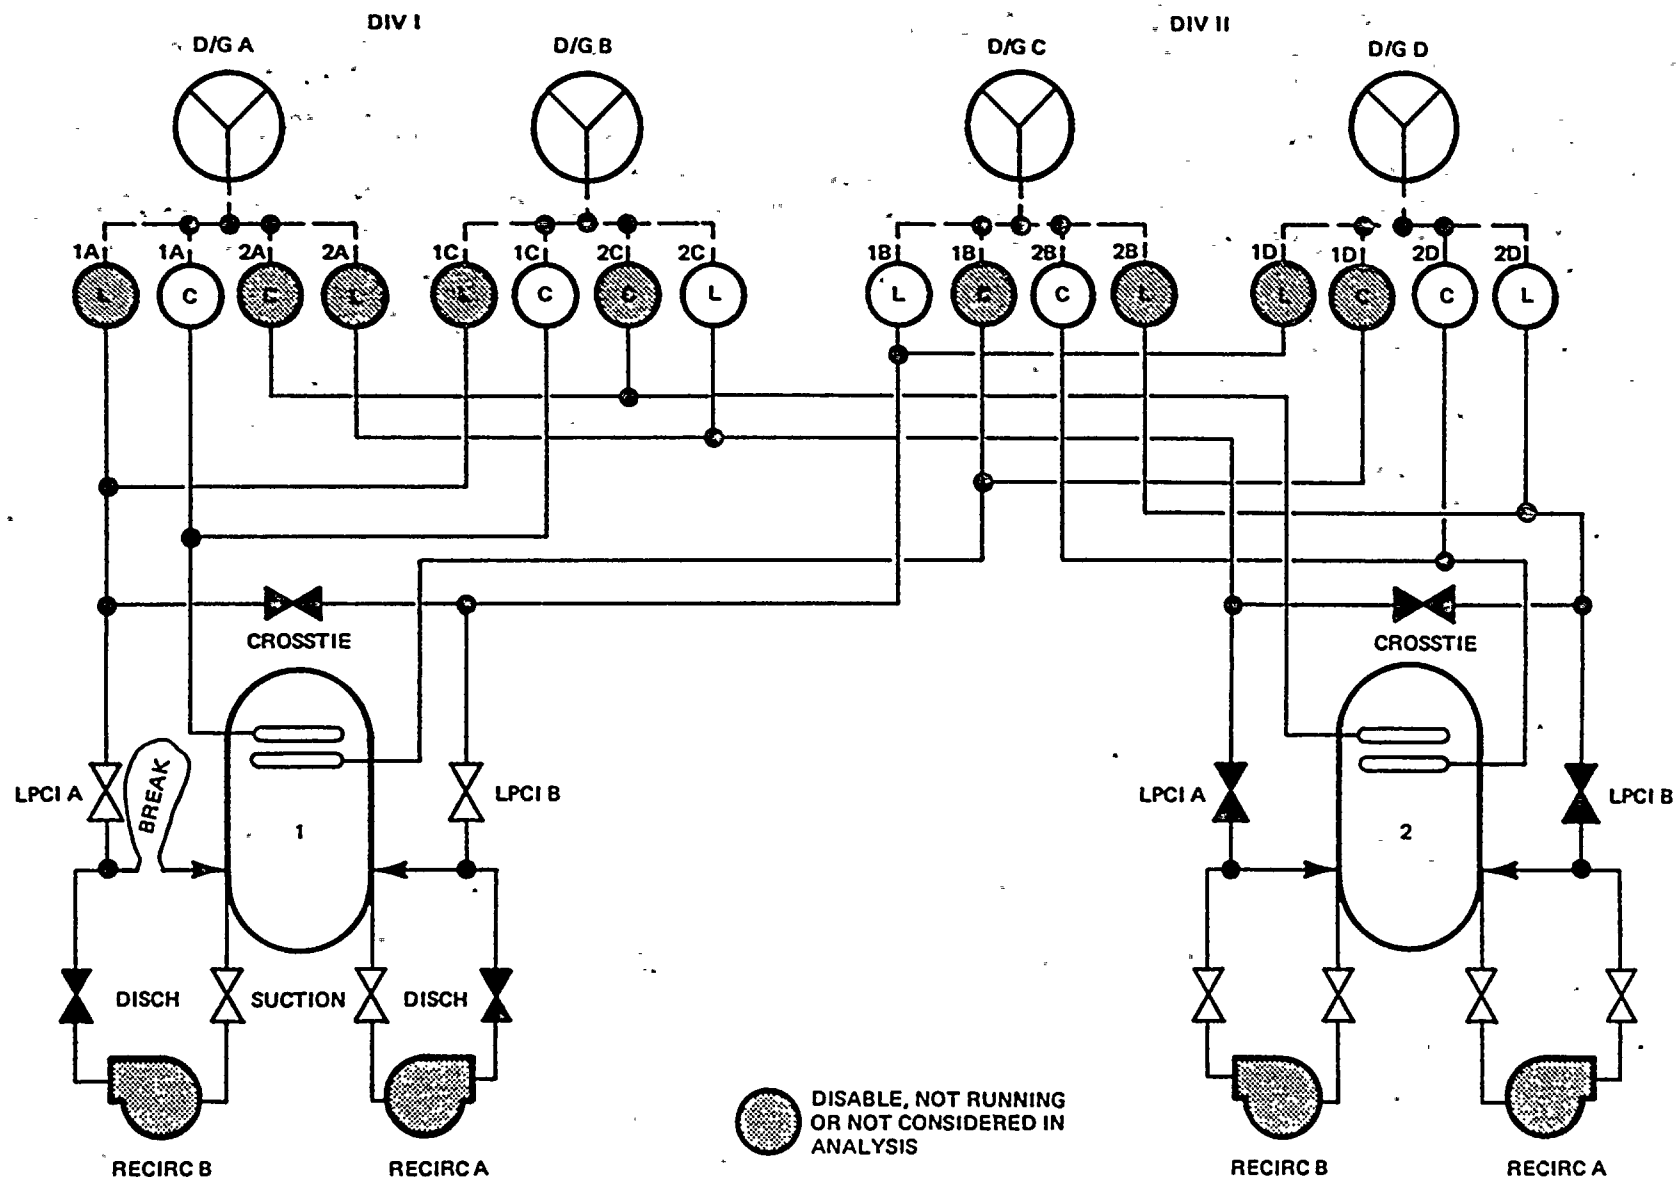 DIV I
DIV II
D/G A
D/G B
D/G C
D/G D
1A
1A
2A
2A
1C
1C
2C
2C
1B
1B
2B
2B
1D
1D
2D
2D
L
C
C
L
L
C
C
L
L
C
C
L
L
C
C
L
CROSSTIE
CROSSTIE
LPCI A
BREAK
1
LPCI B
LPCI A
2
LPCI B
DISCH
SUCTION
DISCH
DISABLE, NOT RUNNING
OR NOT CONSIDERED IN
ANALYSIS
RECIRC B
RECIRC A
RECIRC B
RECIRC A